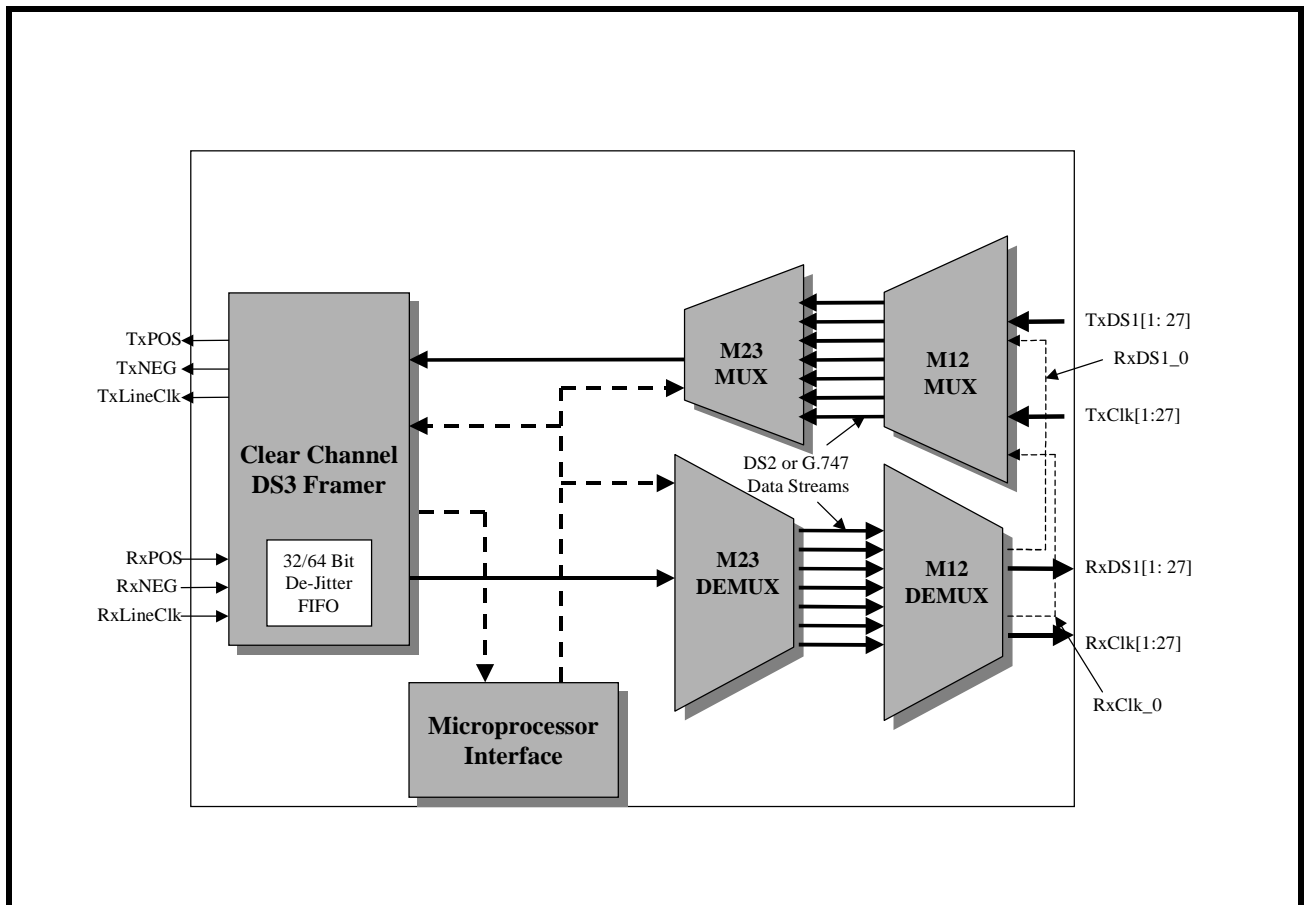 TxPOS
TxNEG
TxLineClk
Clear Channel
DS3 Framer
RxPOS
RxNEG
RxLineClk
32/64 Bit
De-Jitter
FIFO
Microprocessor
Interface
M23
MUX
M12
MUX
TxDS1[1: 27]
RxDS1_0
TxClk[1:27]
DS2 or G.747
Data Streams
M23
DEMUX
M12
DEMUX
RxDS1[1: 27]
RxClk[1:27]
RxClk_0